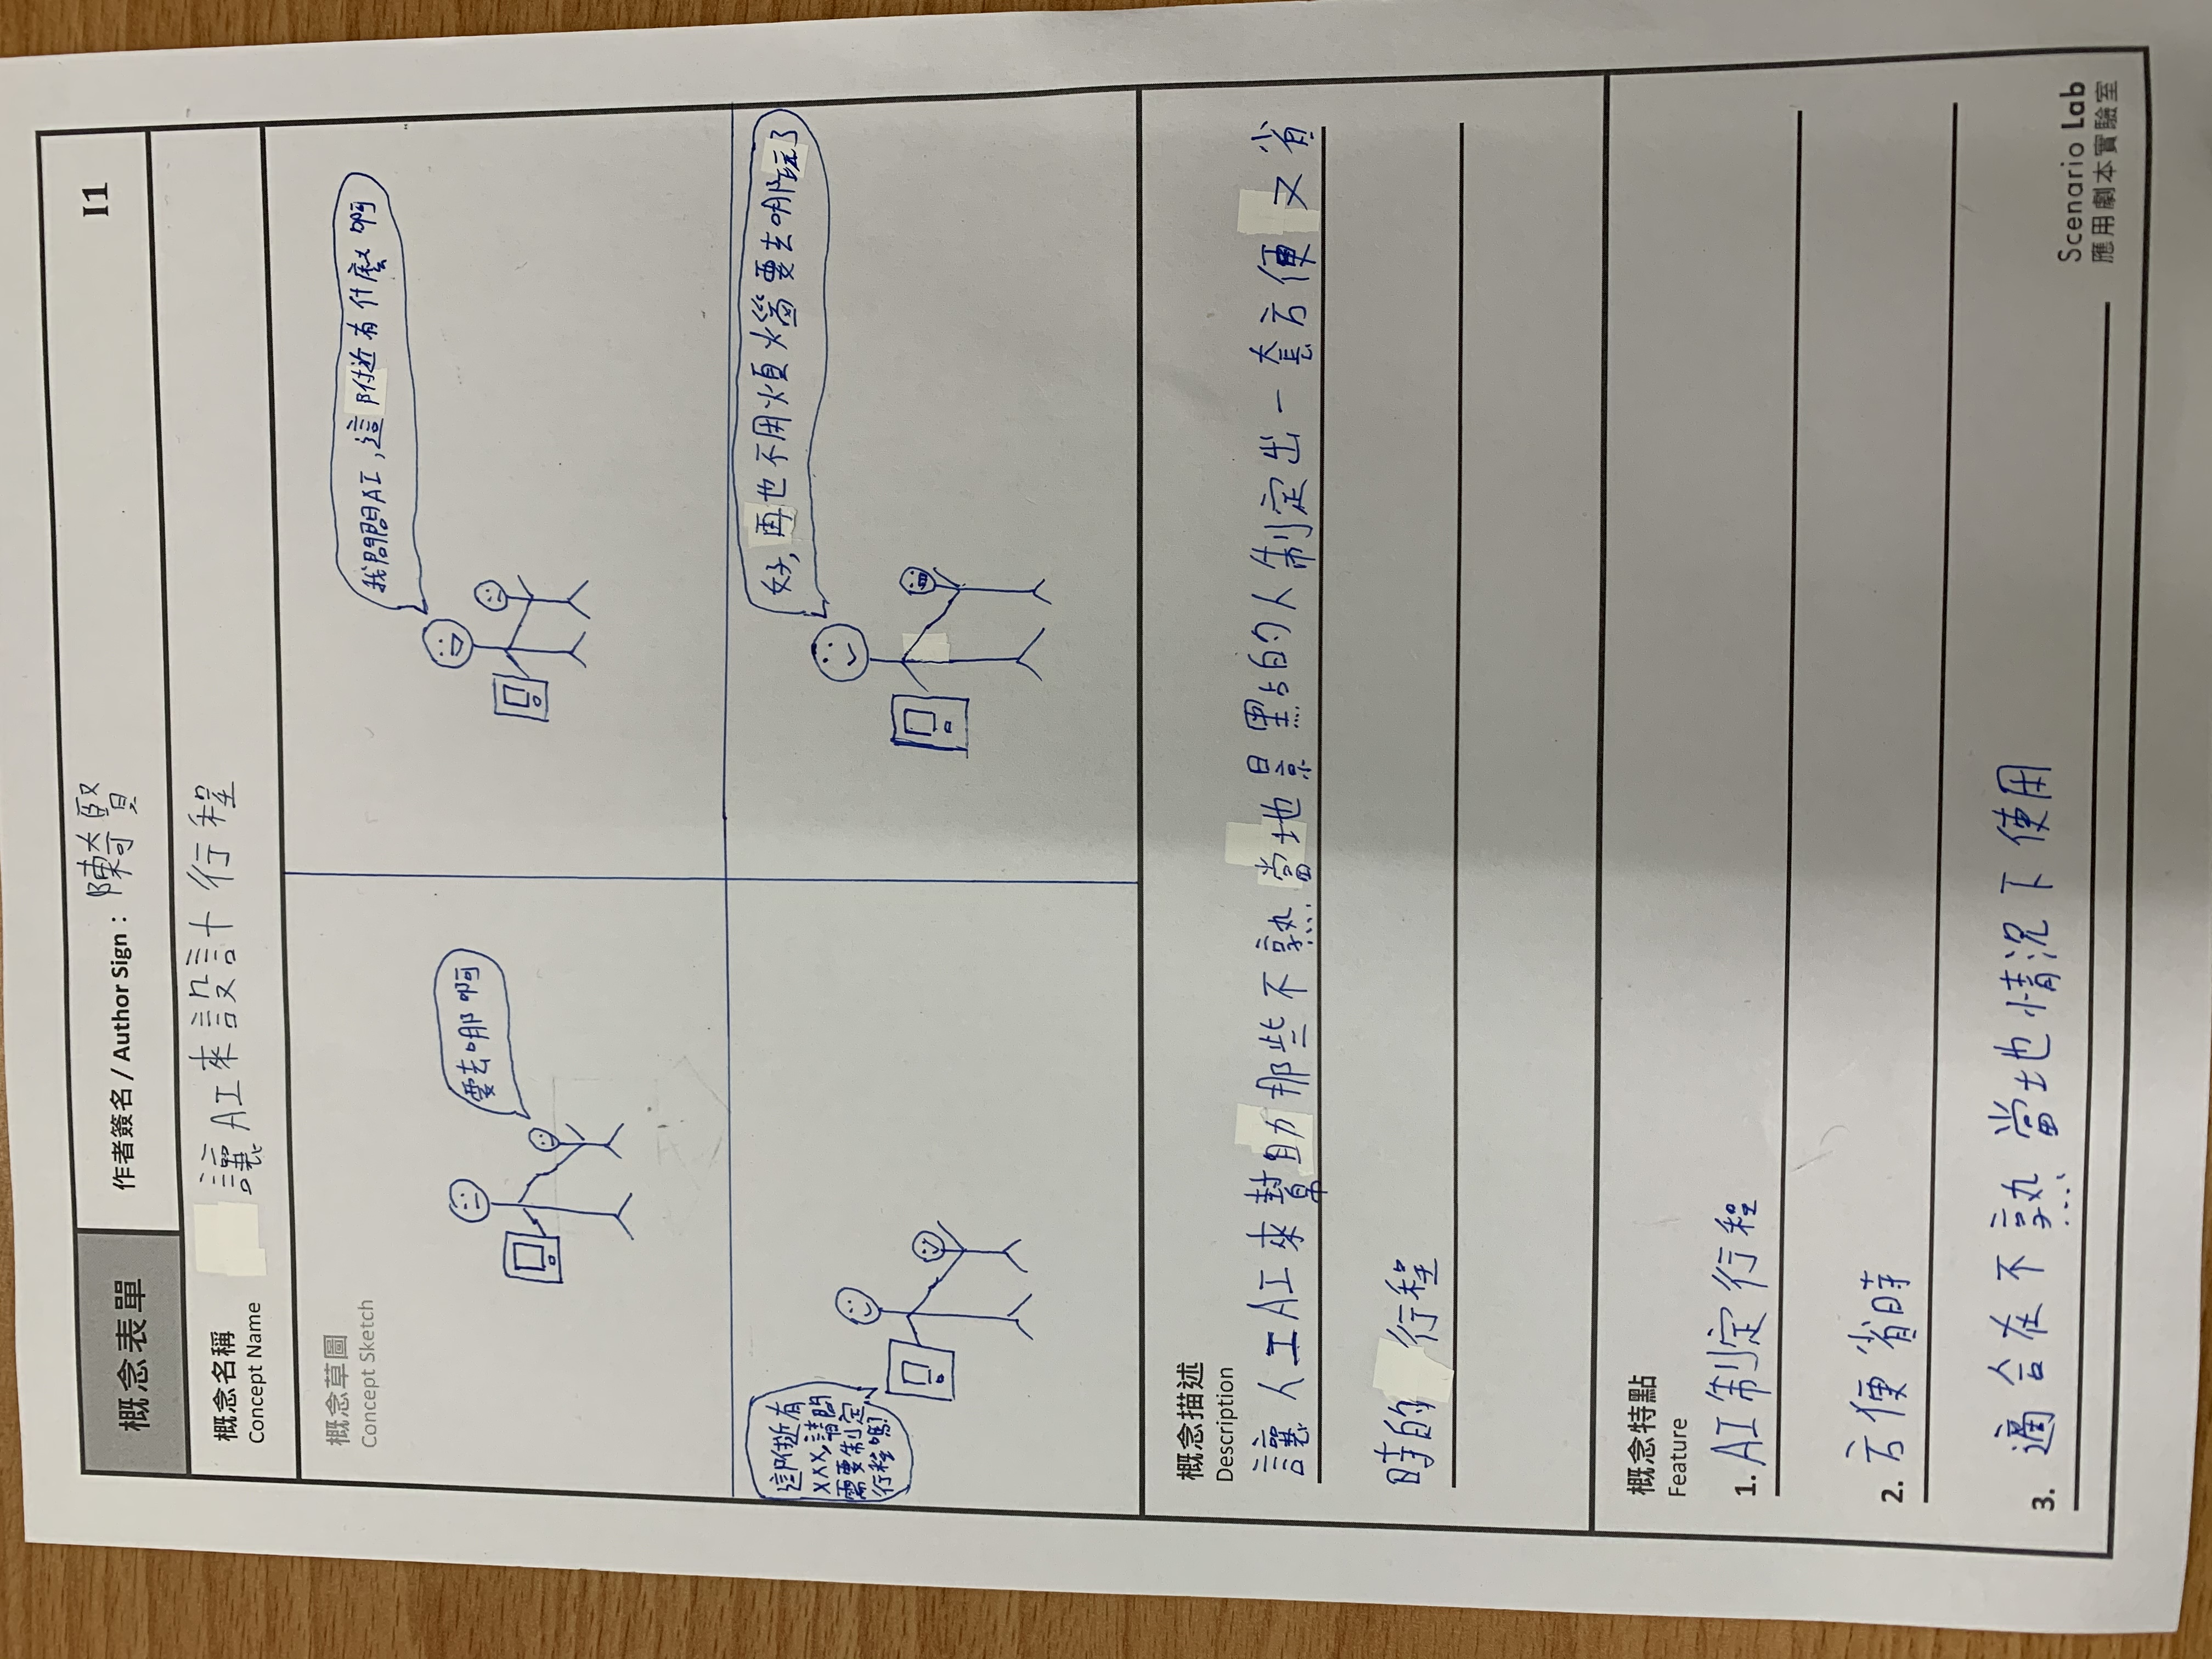 概念表單
作者簽名 / Author Sign：陳奇賢
I1
概念名稱
Concept Name
讓AI來設計行程
概念草圖
Concept Sketch
要去哪啊
我問問AI,這附近有什麼啊
這附近有
XXX,請問
需要制定
行程嗎?
好,再也不用煩惱要去哪玩了
概念描述
Description
讓人工AI來幫助那些不熟當地景點的人制定出一套方便又省
時的行程
概念特點
Feature
1. AI制定行程
2. 方便省時
3. 適合在不熟當地情況下使用
Scenario Lab
應用劇本實驗室